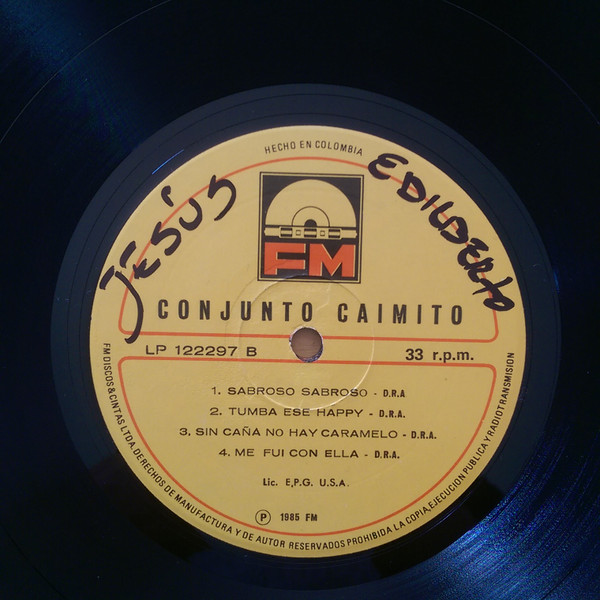 HECHO EN COLOMBIA
JESÚS
EDILBERTO
FM
CONJUNTO CAIMITO
LP 122297 B
33 r.p.m.
1. SABROSO SABROSO - D.R.A
2. TUMBA ESE HAPPY - D.R.A.
3. SIN CAÑA NO HAY CARAMELO - D.R.A.
4. ME FUI CON ELLA - D.R.A.
Lic. E.P.G. U.S.A.
Ⓟ 1985 FM
FM DISCOS & CINTAS LTDA. DERECHOS DE MANUFACTURA Y DE AUTOR RESERVADOS PROHIBIDA LA COPIA, EJECUCION PUBLICA Y RADIOTRANSMISION